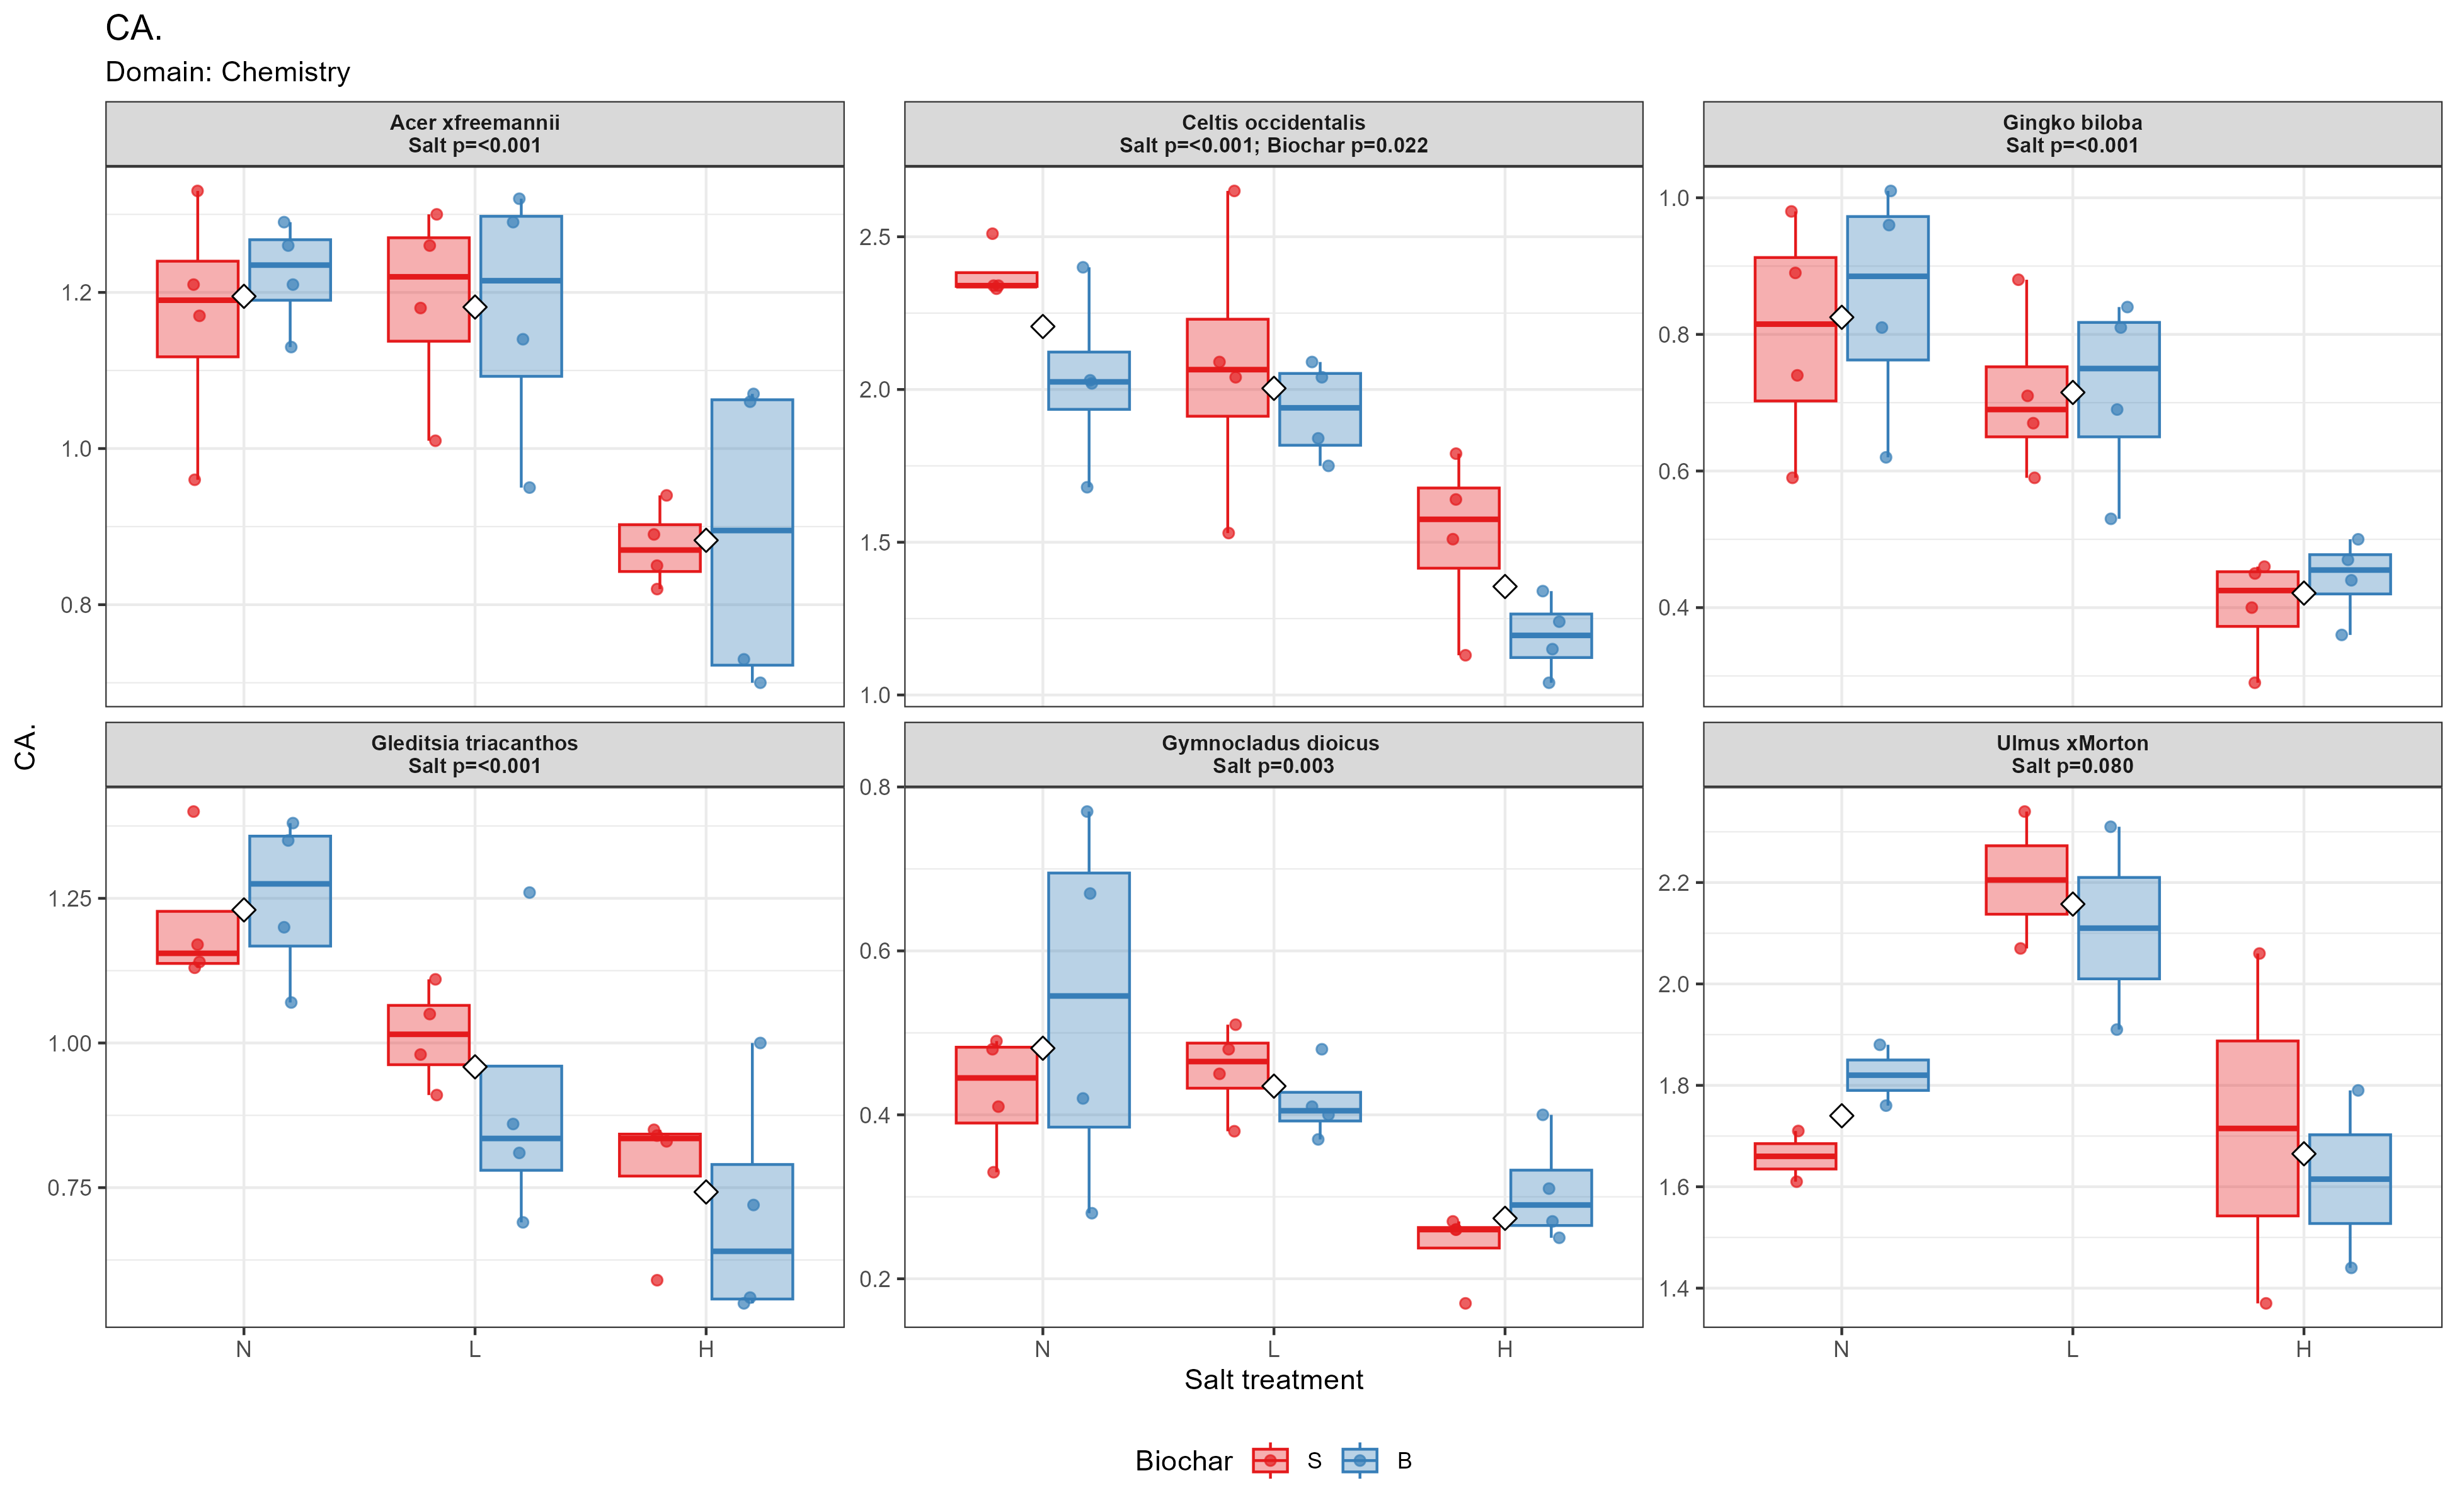 CA.
Domain: Chemistry
Acer xfreemannii
Salt p=<0.001
Celtis occidentalis
Salt p=<0.001; Biochar p=0.022
Gingko biloba
Salt p=<0.001
1.2
1.0
0.8
2.5
2.0
1.5
1.0
1.0
0.8
0.6
0.4
CA.
Gleditsia triacanthos
Salt p=<0.001
Gymnocladus dioicus
Salt p=0.003
Ulmus xMorton
Salt p=0.080
1.25
1.00
0.75
0.8
0.6
0.4
0.2
2.2
2.0
1.8
1.6
1.4
N L H
N L H
N L H
Salt treatment
Biochar S B